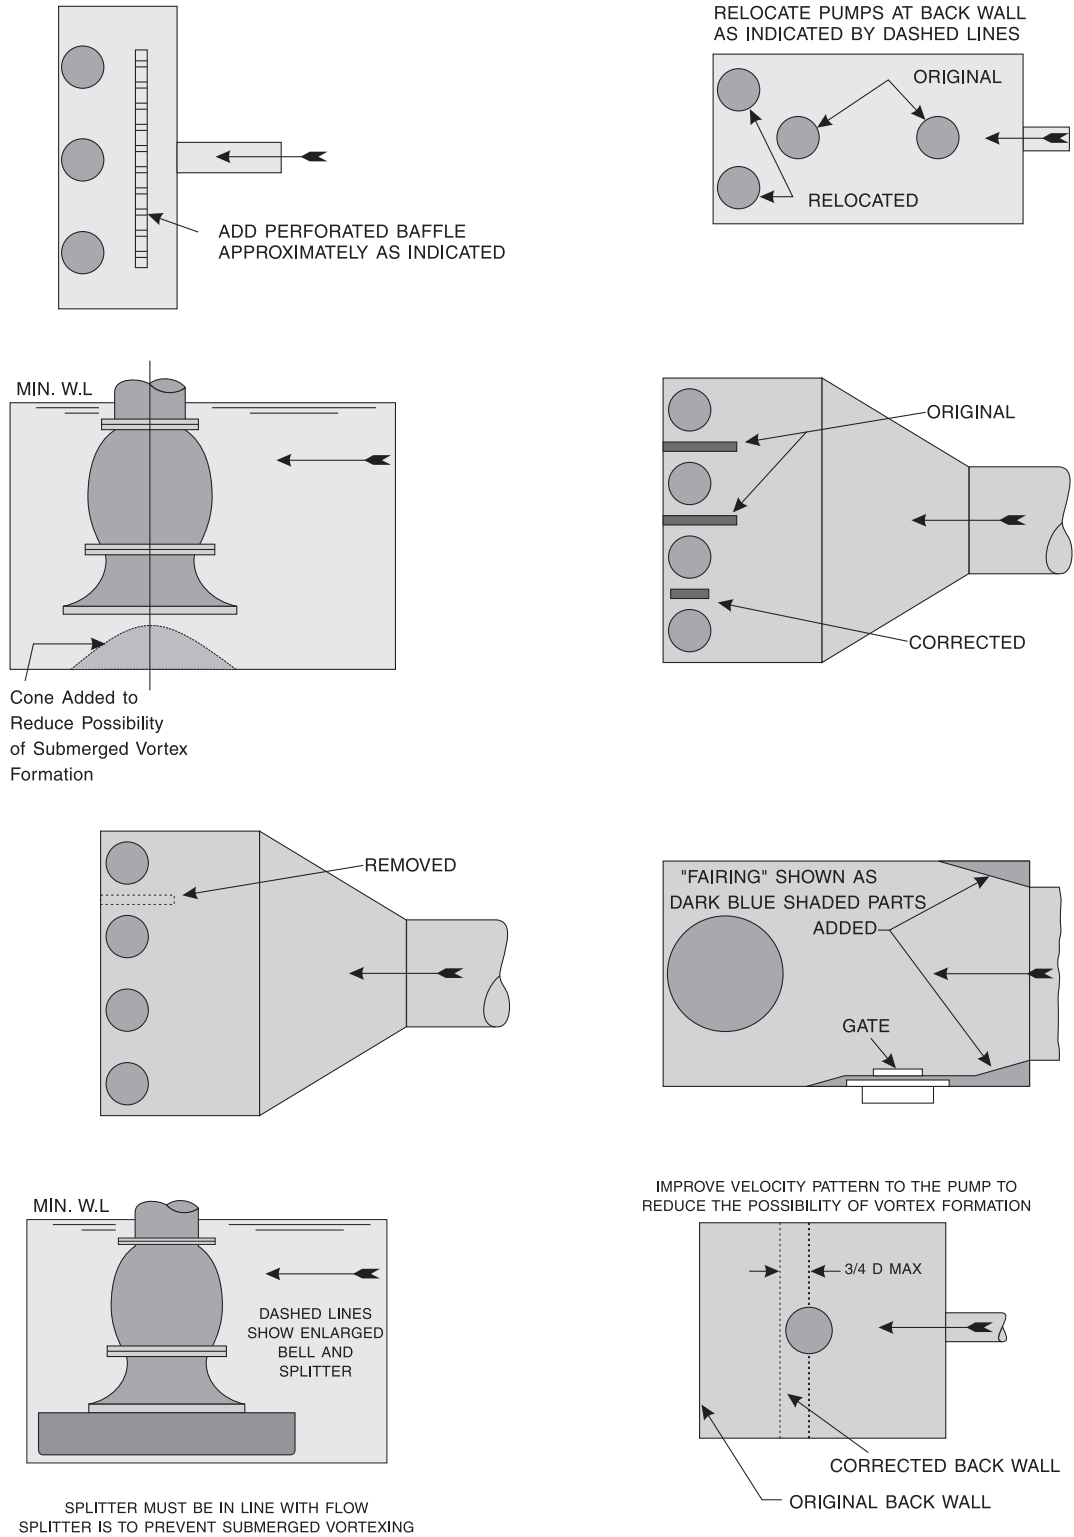 ADD PERFORATED BAFFLE
APPROXIMATELY AS INDICATED
RELOCATE PUMPS AT BACK WALL
AS INDICATED BY DASHED LINES
ORIGINAL
RELOCATED
MIN. W.L
Cone Added to
Reduce Possibility
of Submerged Vortex
Formation
ORIGINAL
CORRECTED
REMOVED
"FAIRING" SHOWN AS
DARK BLUE SHADED PARTS
ADDED
GATE
MIN. W.L
DASHED LINES
SHOW ENLARGED
BELL AND
SPLITTER
SPLITTER MUST BE IN LINE WITH FLOW
SPLITTER IS TO PREVENT SUBMERGED VORTEXING
IMPROVE VELOCITY PATTERN TO THE PUMP TO
REDUCE THE POSSIBILITY OF VORTEX FORMATION
3/4 D MAX
CORRECTED BACK WALL
ORIGINAL BACK WALL